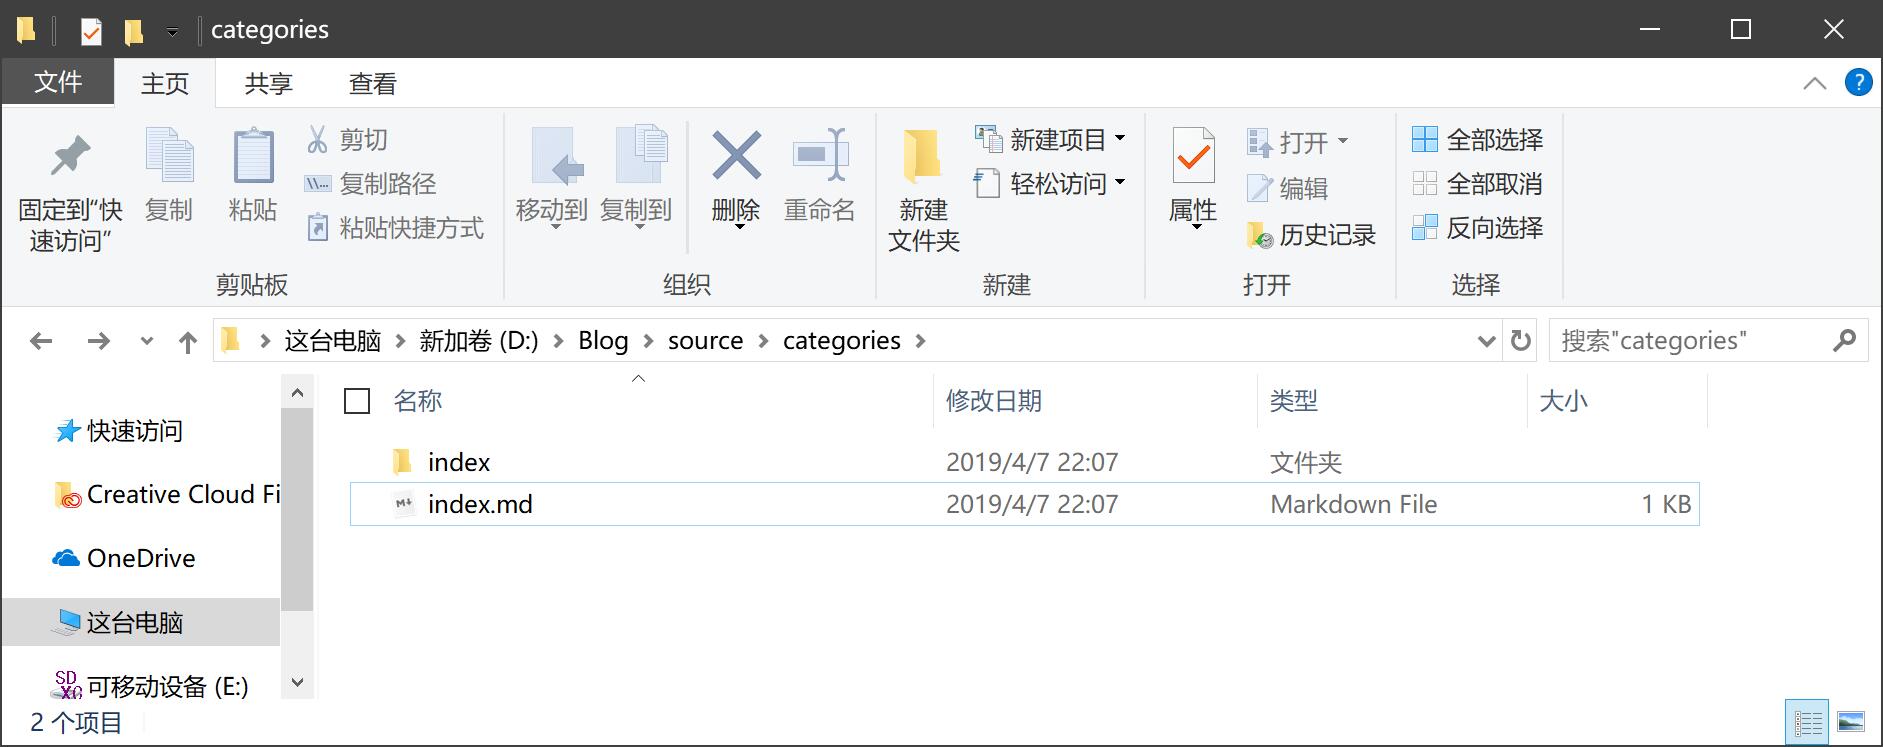 categories
文件 主页 共享 查看
固定到“快
速访问”
复制
粘贴
剪切
复制路径
粘贴快捷方式
剪贴板
移动到
复制到
删除
重命名
组织
新建
文件夹
新建项目
轻松访问
新建
属性
打开
编辑
历史记录
打开
全部选择
全部取消
反向选择
选择
这台电脑 新加卷 (D:) Blog source categories
搜索"categories"
名称 修改日期 类型 大小
index 2019/4/7 22:07 文件夹
index.md 2019/4/7 22:07 Markdown File 1 KB
快速访问
Creative Cloud Fi
OneDrive
这台电脑
可移动设备 (E:)
2 个项目